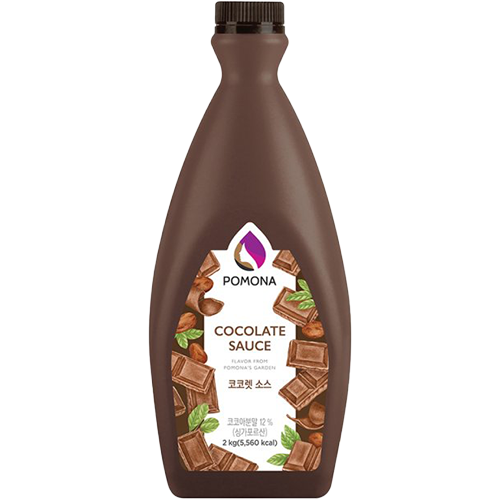 POMONA
COCOLATE
SAUCE
FLAVOR FROM
POMONA'S GARDEN
코코렛 소스
코코아분말 12%
(싱가포르산)
2 kg(5,560 kcal)